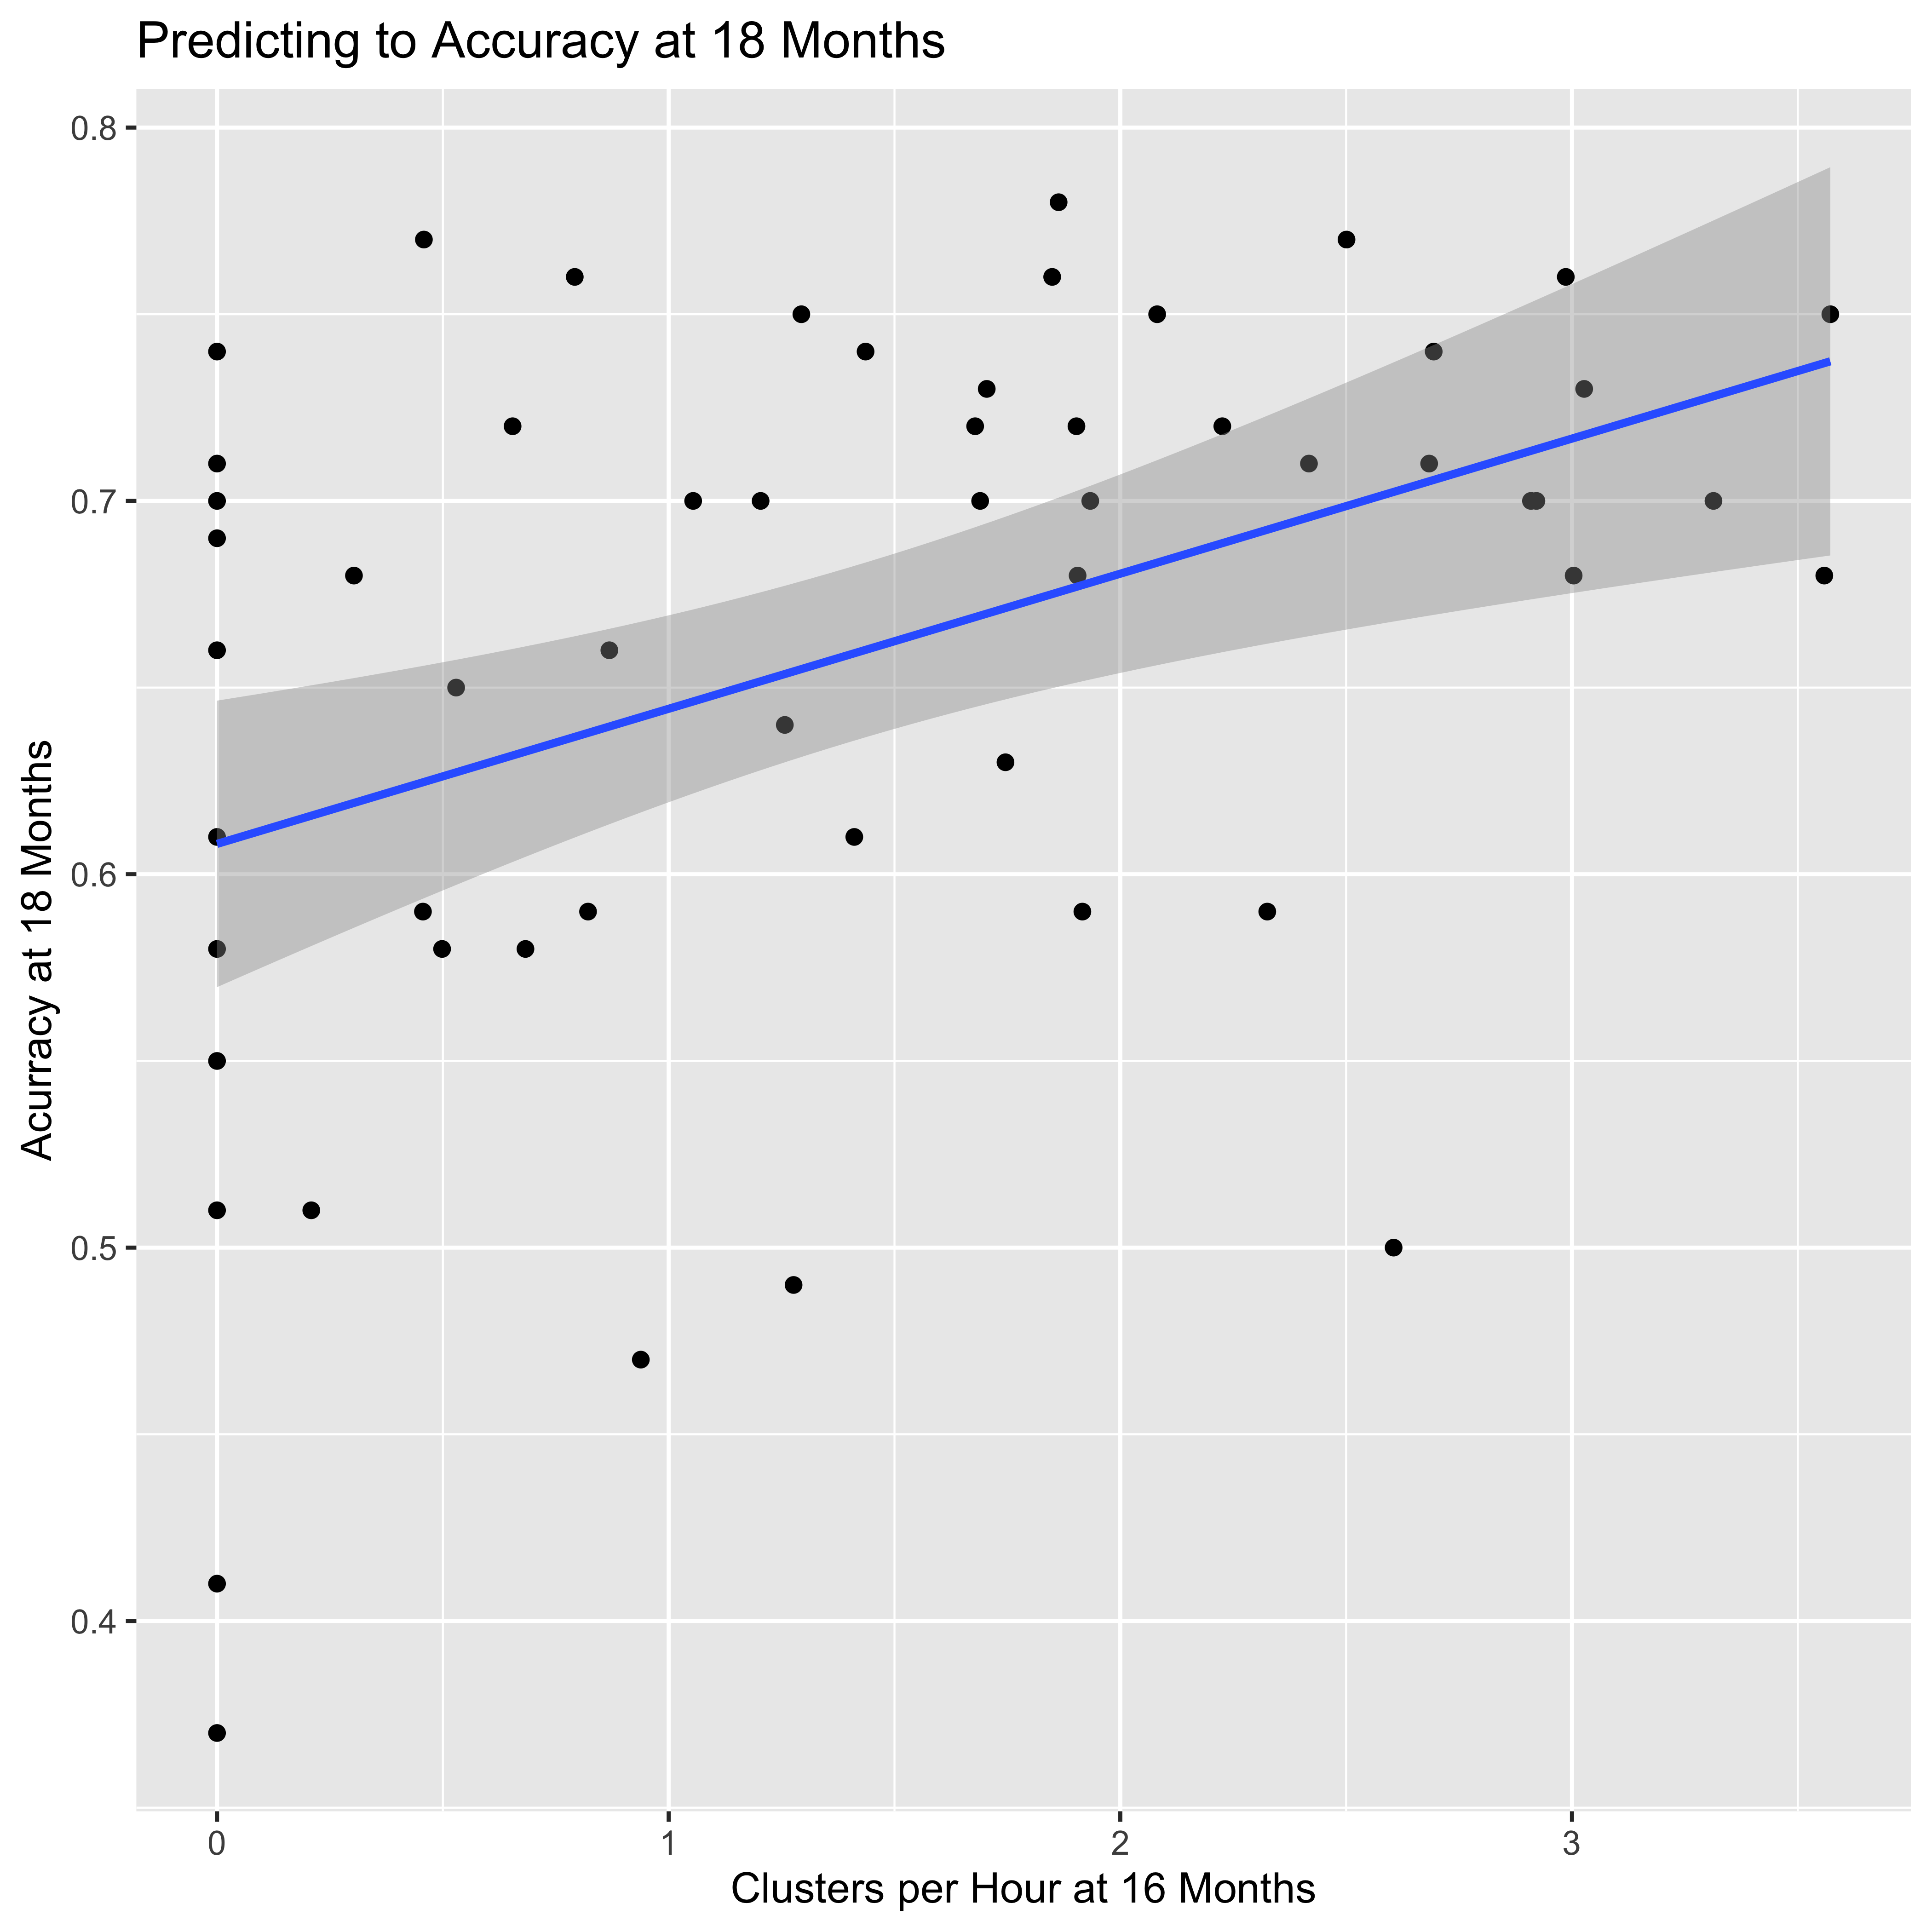 Predicting to Accuracy at 18 Months
0.8
0.7
0.6
0.5
0.4
Acurracy at 18 Months
0 1 2 3
Clusters per Hour at 16 Months